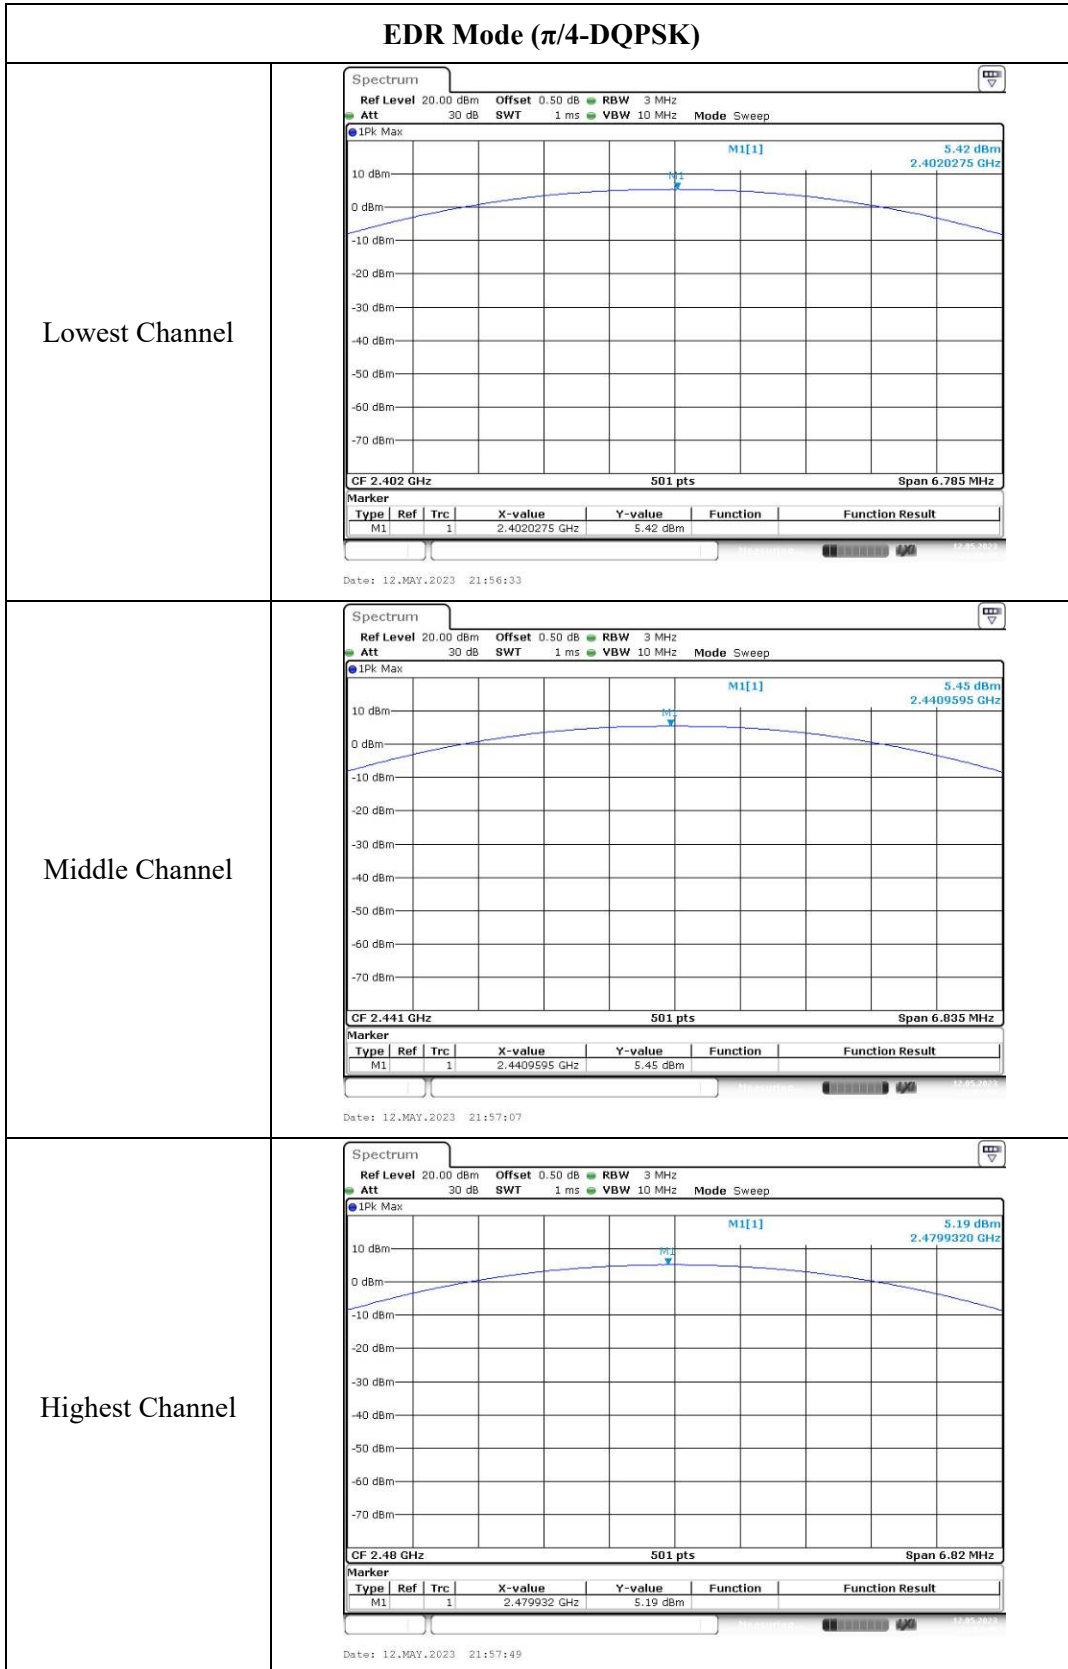 EDR Mode (π/4-DQPSK)
Lowest Channel
Spectrum
Ref Level 20.00 dBm Offset 0.50 dB RBW 3 MHz
Att 30 dB SWT 1 ms VBW 10 MHz Mode Sweep
1Pk Max
M1[1] 5.42 dBm
2.4020275 GHz
M1
10 dBm
0 dBm
-10 dBm
-20 dBm
-30 dBm
-40 dBm
-50 dBm
-60 dBm
-70 dBm
CF 2.402 GHz 501 pts Span 6.785 MHz
Marker
Type Ref Trc X-value Y-value Function Function Result
M1 1 2.4020275 GHz 5.42 dBm
12.05.2023
Date: 12.MAY.2023 21:56:33
Middle Channel
Spectrum
Ref Level 20.00 dBm Offset 0.50 dB RBW 3 MHz
Att 30 dB SWT 1 ms VBW 10 MHz Mode Sweep
1Pk Max
M1[1] 5.45 dBm
2.4409595 GHz
M1
10 dBm
0 dBm
-10 dBm
-20 dBm
-30 dBm
-40 dBm
-50 dBm
-60 dBm
-70 dBm
CF 2.441 GHz 501 pts Span 6.835 MHz
Marker
Type Ref Trc X-value Y-value Function Function Result
M1 1 2.4409595 GHz 5.45 dBm
12.05.2023
Date: 12.MAY.2023 21:57:07
Highest Channel
Spectrum
Ref Level 20.00 dBm Offset 0.50 dB RBW 3 MHz
Att 30 dB SWT 1 ms VBW 10 MHz Mode Sweep
1Pk Max
M1[1] 5.19 dBm
2.4799320 GHz
M1
10 dBm
0 dBm
-10 dBm
-20 dBm
-30 dBm
-40 dBm
-50 dBm
-60 dBm
-70 dBm
CF 2.48 GHz 501 pts Span 6.82 MHz
Marker
Type Ref Trc X-value Y-value Function Function Result
M1 1 2.479932 GHz 5.19 dBm
12.05.2023
Date: 12.MAY.2023 21:57:49